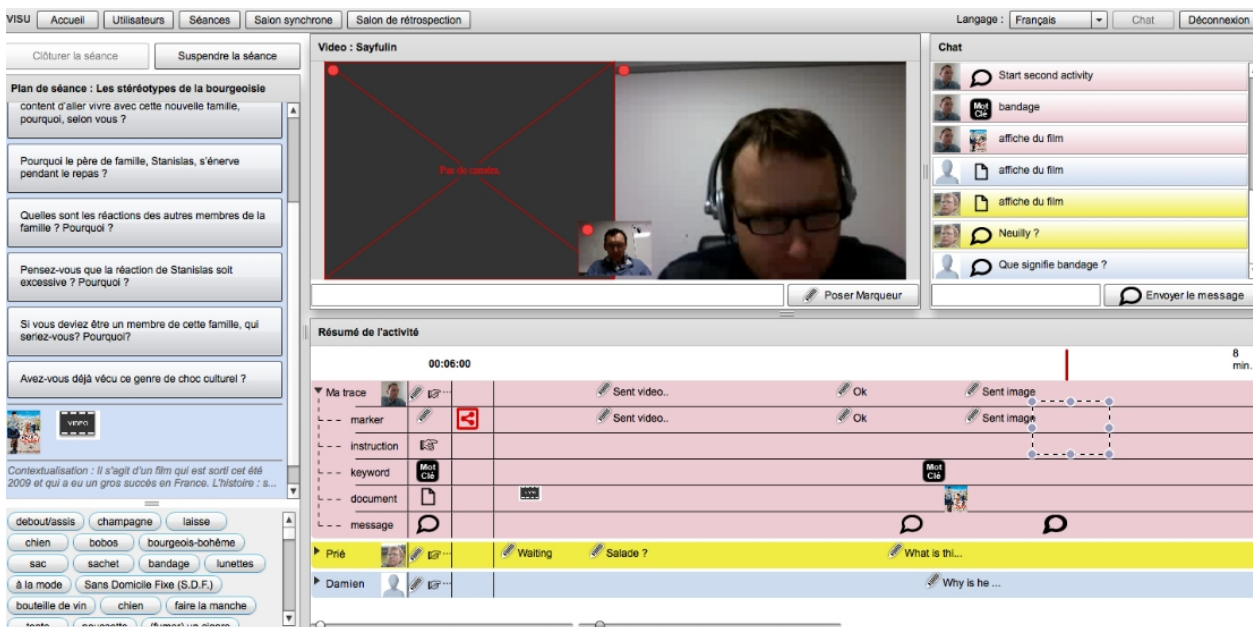 VISU Accueil Utilisateurs Séances Salon synchrone Salon de rétrospection Langage : Français Chat Déconnexion
Clôturer la séance Suspendre la séance
Plan de séance : Les stéréotypes de la bourgeoisie
content d'aller vivre avec cette nouvelle famille,
pourquoi, selon vous ?
Pourquoi le père de famille, Stanislas, s'énerve
pendant le repas ?
Quelles sont les réactions des autres membres de la
famille ? Pourquoi ?
Pensez-vous que la réaction de Stanislas soit
excessive ? Pourquoi ?
Si vous deviez être un membre de cette famille, qui
seriez-vous? Pourquoi?
Avez-vous déjà vécu ce genre de choc culturel ?
VIDEO
Contextualisation : Il s'agit d'un film qui est sorti cet été
2009 et qui a eu un gros succès en France. L'histoire : s...
debout/assis champagne laisse
chien bobos bourgeois-bohême
sac sachet bandage lunettes
à la mode Sans Domicile Fixe (S.D.F.)
bouteille de vin chien faire la manche
tente poussette (fumer) un cigare
Video : Sayfulin
Pas de caméra
Poser Marqueur
Chat
Start second activity
Mot Clé bandage
affiche du film
affiche du film
affiche du film
Neuilly ?
Que signifie bandage ?
Envoyer le message
Résumé de l'activité
00:06:00 8
min.
Ma trace Sent video.. Ok Sent image
marker Sent video.. Ok Sent image
instruction
keyword Mot Clé Mot Clé
document
message
Prié Waiting Salade ? What is thi...
Damien Why is he ...